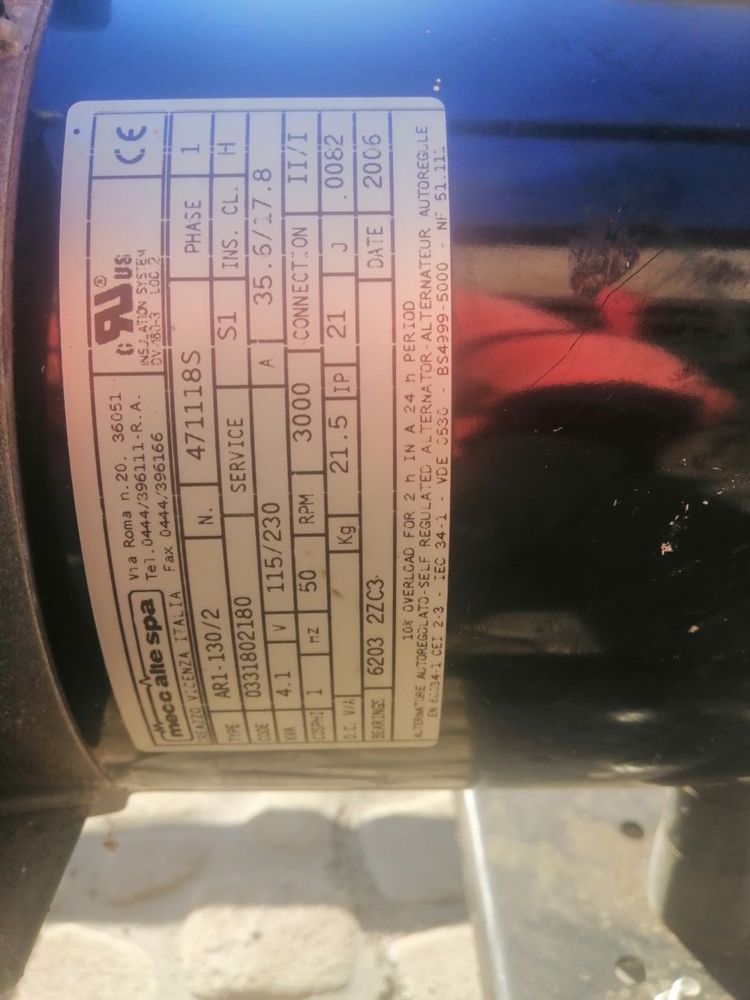 mecc alte spa
Via Roma n.20. 36051
Tel.0444/396111-R.A.
CREAZZO VICENZA ITALIA Fax 0444/396166
c UR ® us
INSULATION SYSTEM
CE
TYPE AR1-130/2 N. 471118S PHASE 1
CODE 0331802180 SERVICE S1 INS. CL. H
KVA 4.1 V 115/230 A 35.6/17.8
COSPHI 1 Hz 50 RPM 3000 CONNECTION II/I
D.C. V/A Kg 21.5 IP 21 J .0082
BEARINGS 6203 2ZC3 DATE 2006
10% OVERLOAD FOR 2 h IN A 24 h PERIOD
ALTERNATORE AUTOREGOLATO-SELF REGULATED ALTERNATOR-ALTERNATEUR AUTOREGULE
EN 60034-1 CEI 2-3 - IEC 34-1 - VDE 0530 - BS4999-5000 - NF 51.111